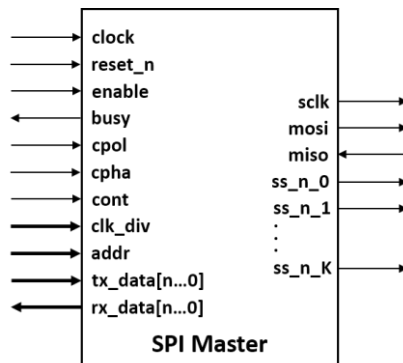 clock
reset_n
enable
busy
cpol
cpha
cont
clk_div
addr
tx_data[n...0]
rx_data[n...0]
sclk
mosi
miso
ss_n_0
ss_n_1
ss_n_K
SPI Master